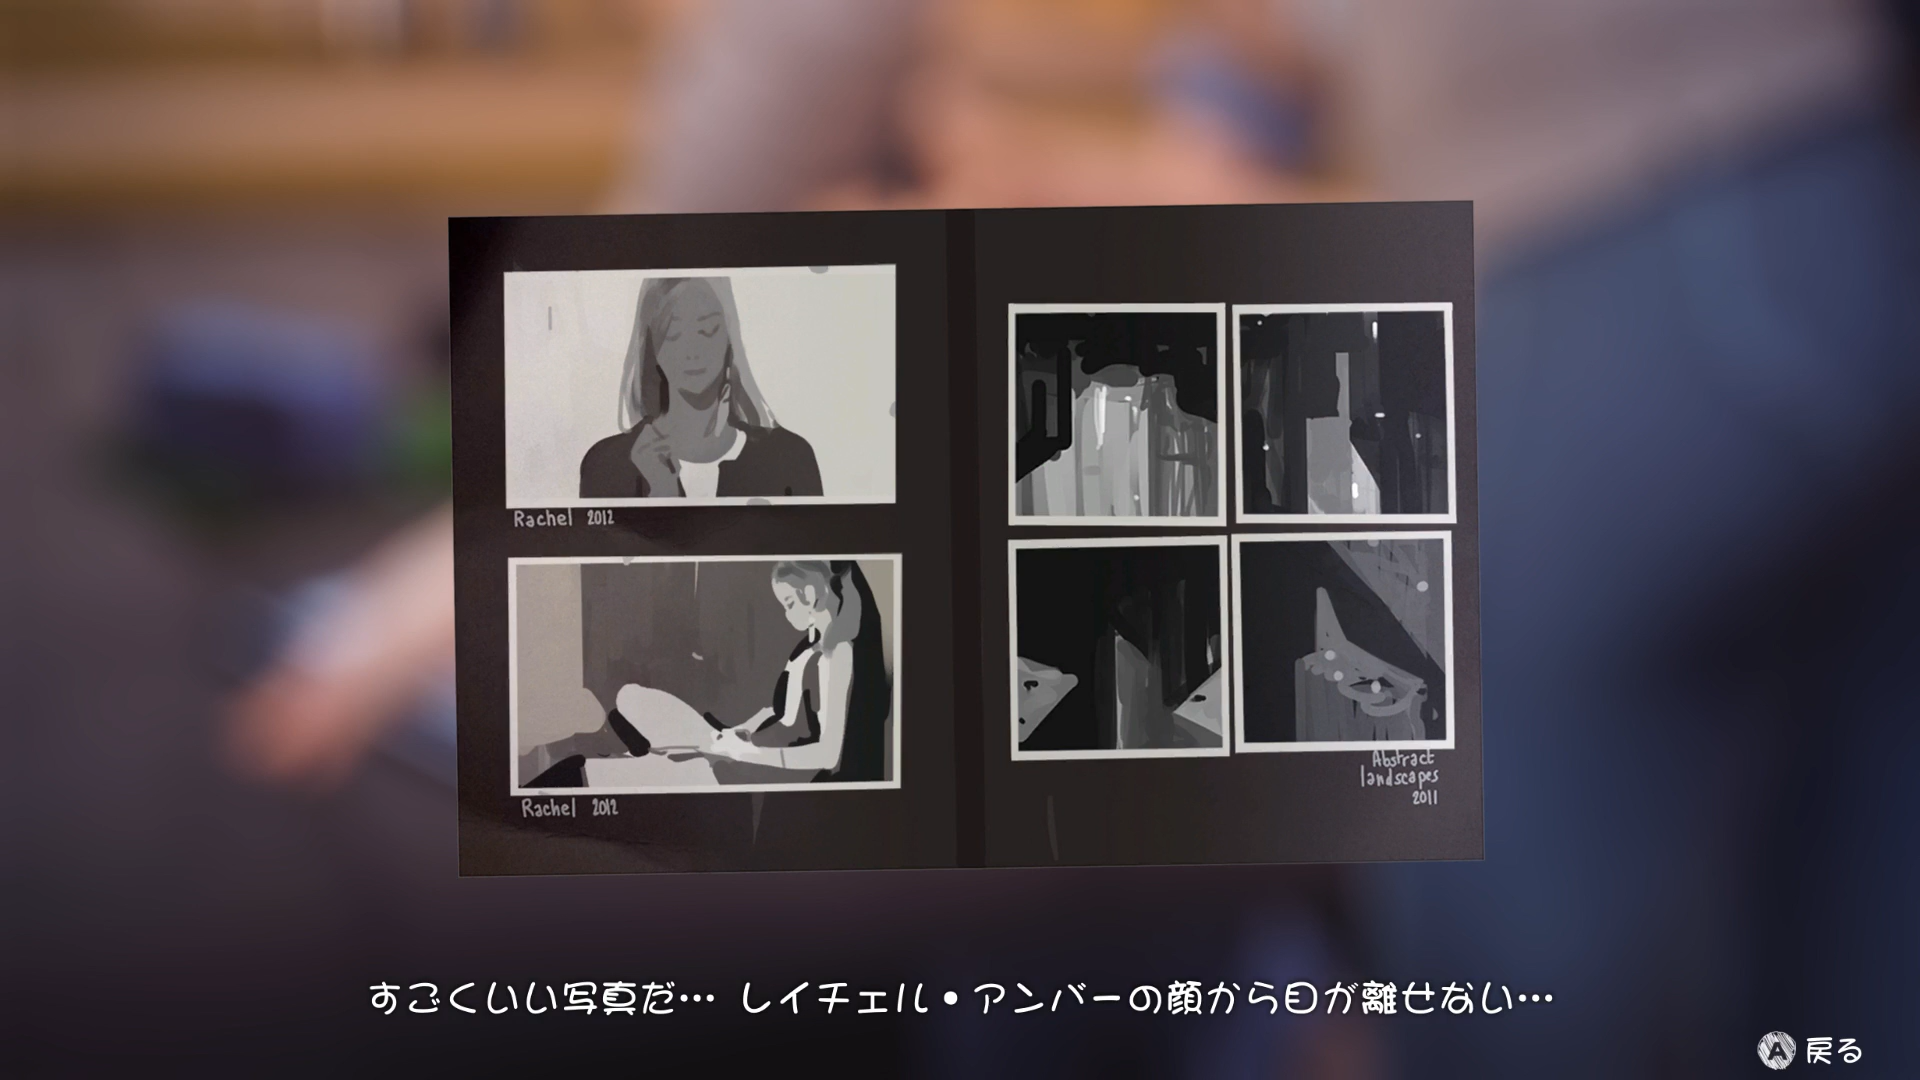 Rachel 2012
Rachel 2012
Abstract
landscapes
2011
すごくいい写真だ… レイチェル・アンバーの顔から目が離せない…
A 戻る